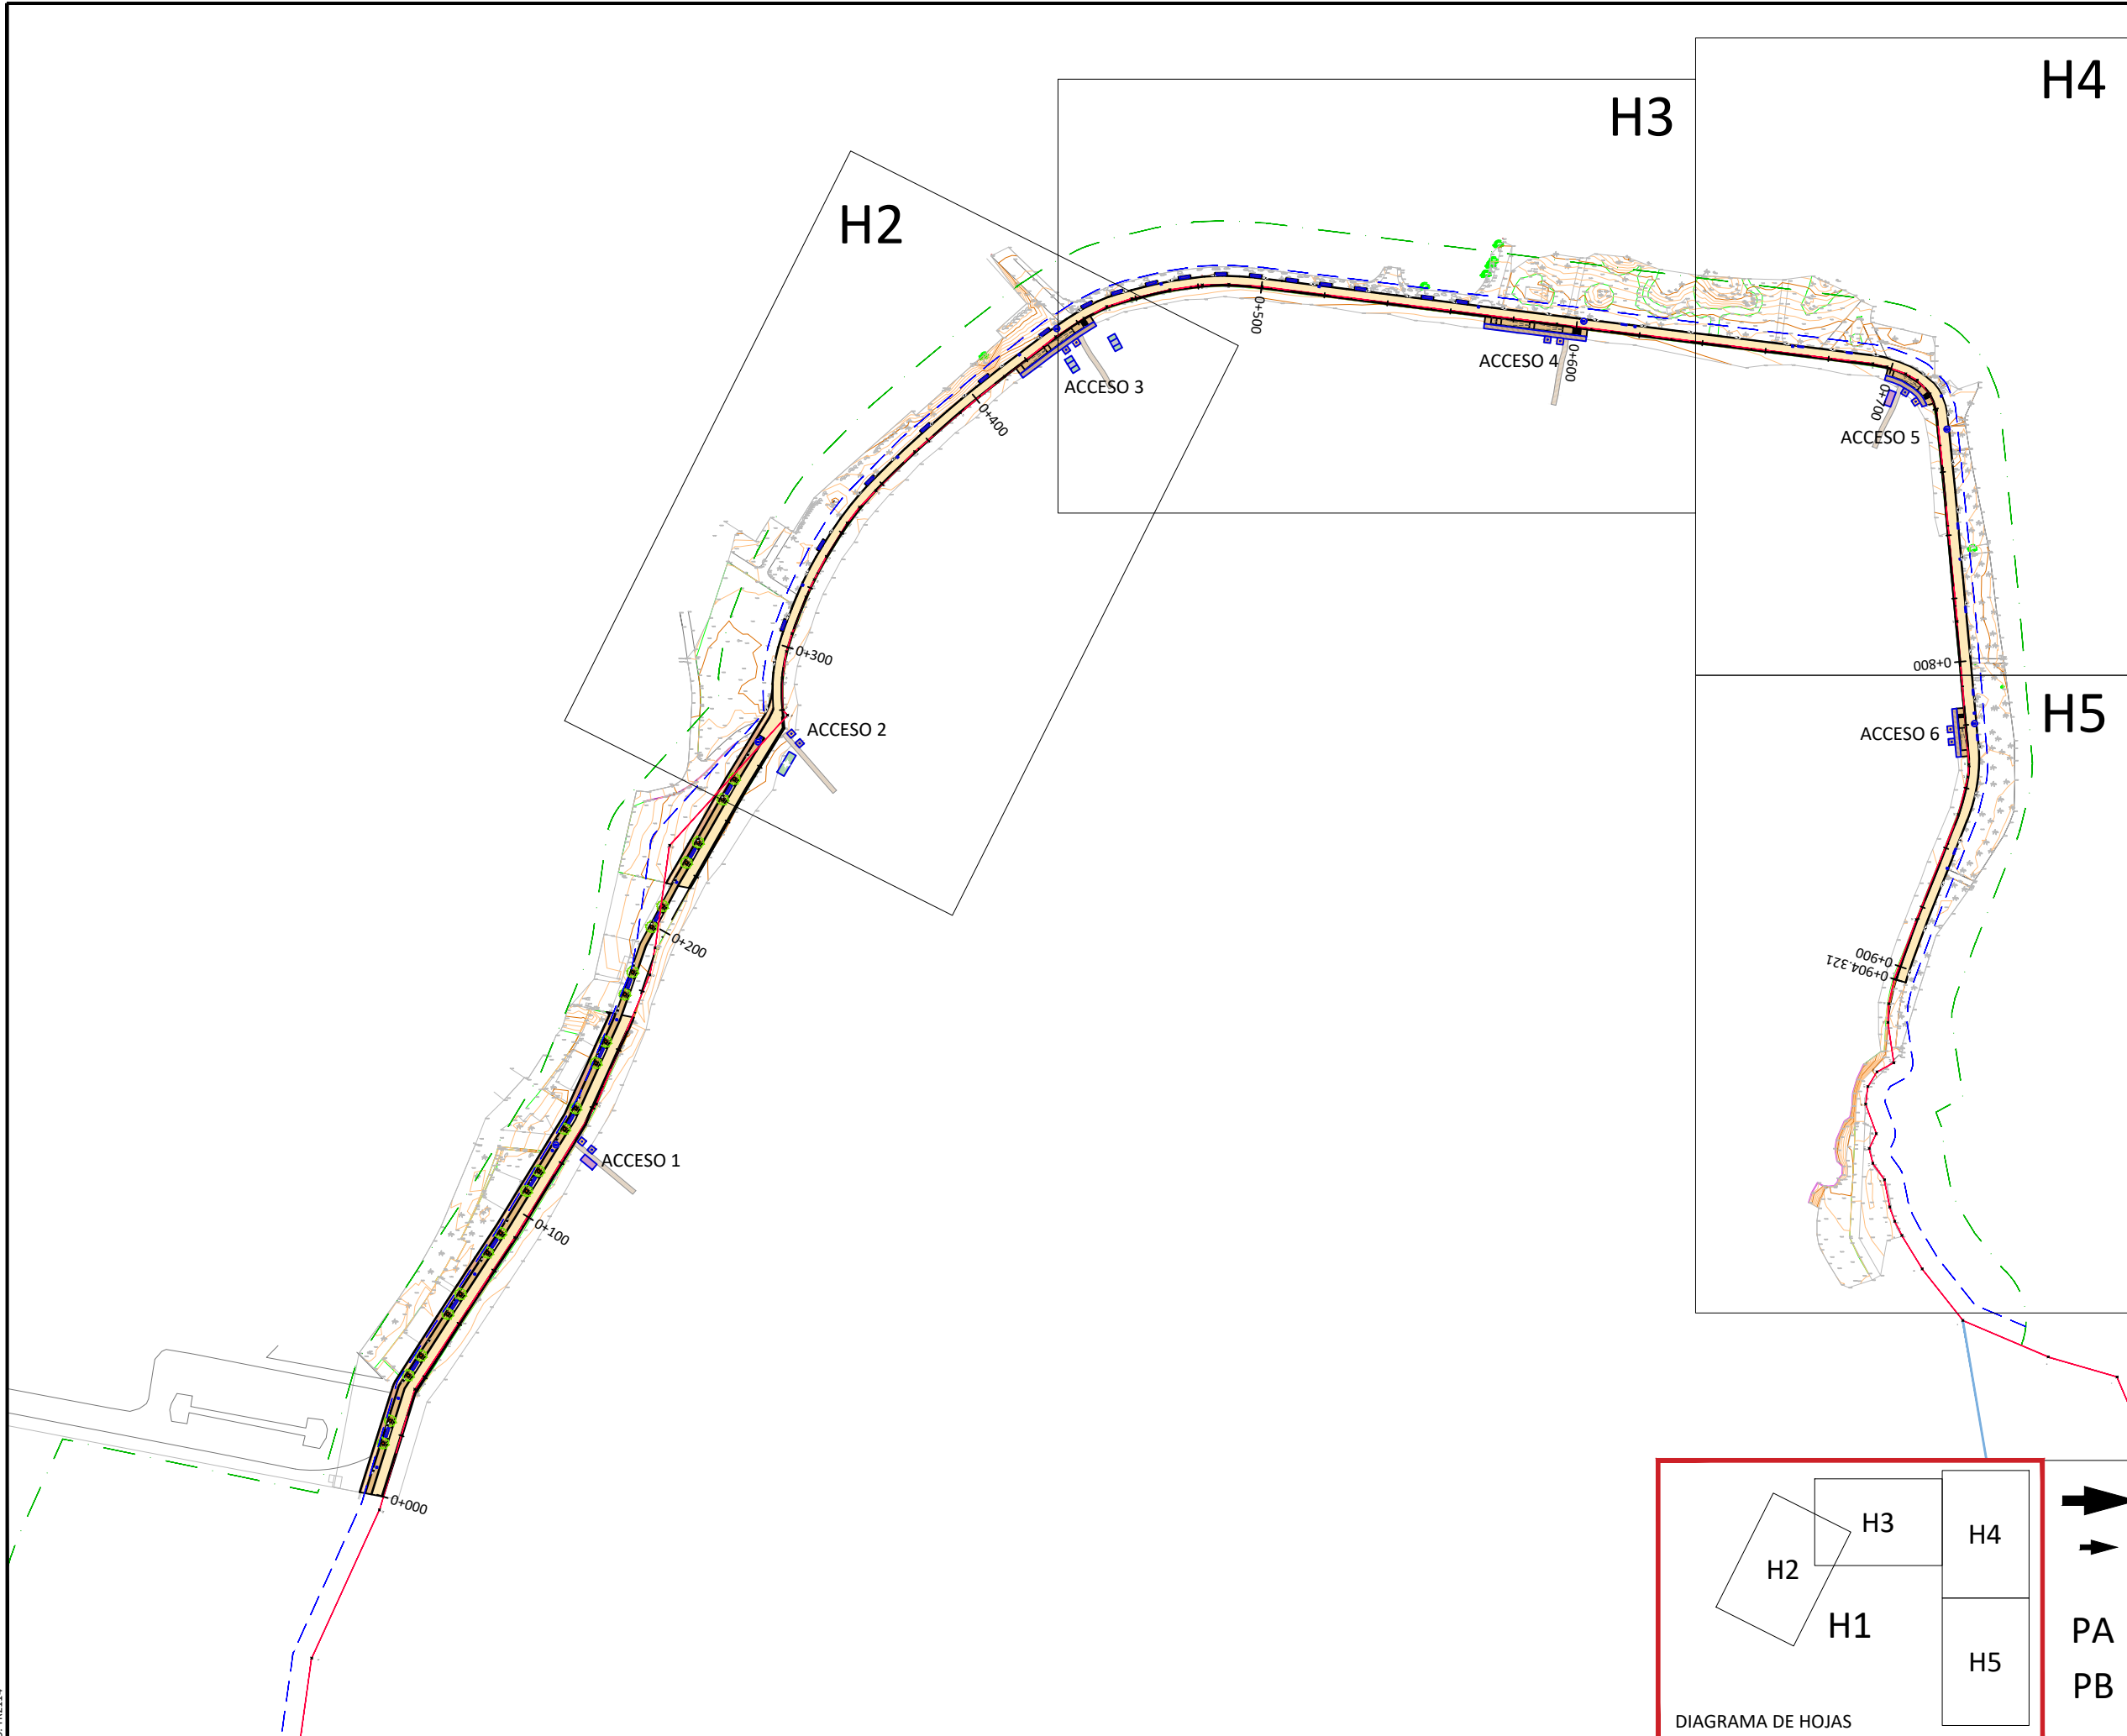 H4
H3
H2
0+500
ACCESO 4
0+600
ACCESO 3
0+400
0+700
ACCESO 5
0+300
0+800
H5
ACCESO 2
ACCESO 6
0+200
0+900
0+904.321
ACCESO 1
0+100
0+000
H3
H4
H2
H1
H5
PA
PB
DIAGRAMA DE HOJAS